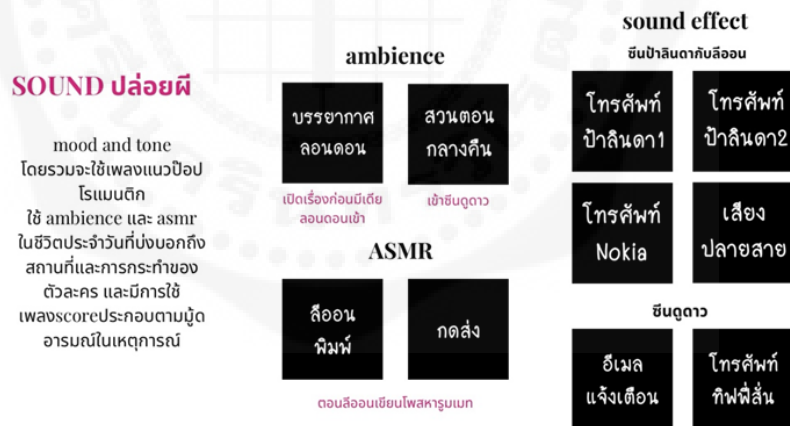 SOUND ปล่อยผี
mood and tone
โดยรวมจะใช้เพลงแนวป๊อป
โรแมนติก
ใช้ ambience และ asmr
ในชีวิตประจำวันที่บ่งบอกถึง
สถานที่และการกระทำของ
ตัวละคร และมีการใช้
เพลงscoreประกอบตามมู้ด
อารมณ์ในเหตุการณ์
ambience
บรรยากาศ
ลอนดอน
สวนตอน
กลางคืน
เปิดเรื่องก่อนมีเดีย
ลอนดอนเข้า
เข้าซีนดูดาว
ASMR
ลีออน
พิมพ์
กดส่ง
ตอนลีออนเขียนโพสหารูมเมท
sound effect
ซีนป้าลินดากับลีออน
โทรศัพท์
ป้าลินดา1
โทรศัพท์
ป้าลินดา2
โทรศัพท์
Nokia
เสียง
ปลายสาย
ซีนดูดาว
อีเมล
แจ้งเตือน
โทรศัพท์
ทิฟฟี่สั่น